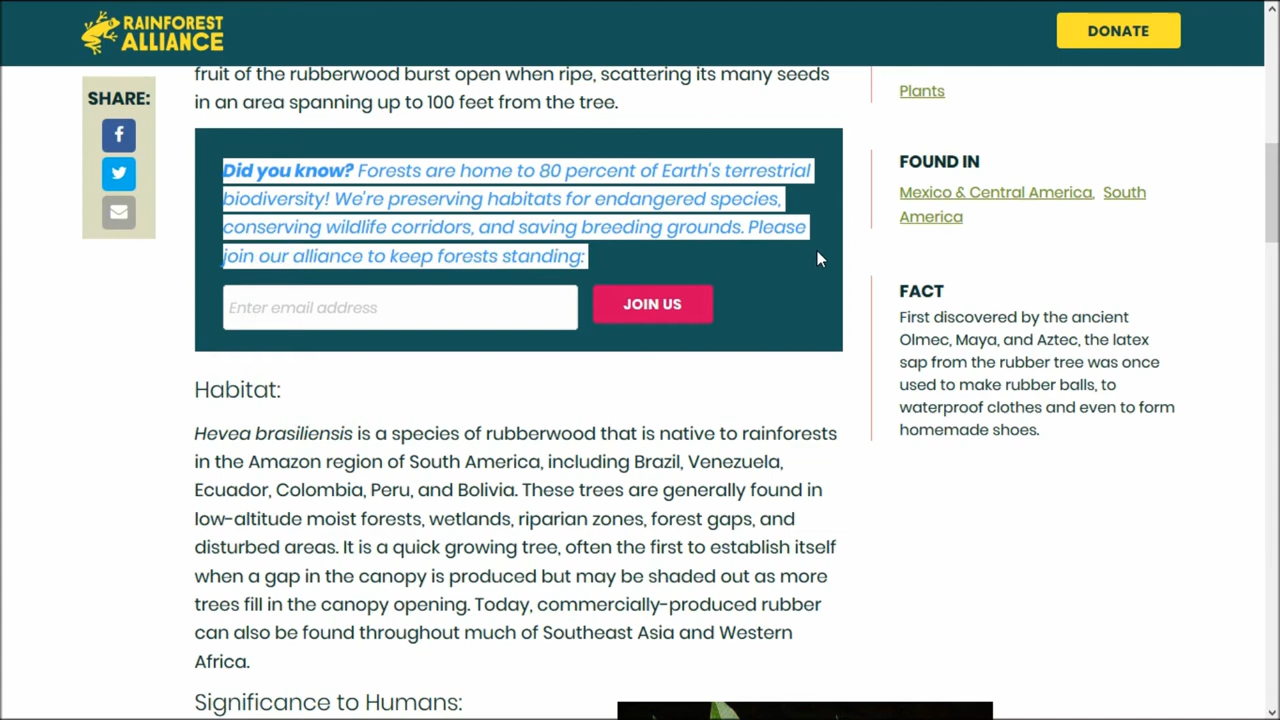 RAINFOREST
ALLIANCE
DONATE
SHARE:
fruit of the rubberwood burst open when ripe, scattering its many seeds
in an area spanning up to 100 feet from the tree.
Did you know? Forests are home to 80 percent of Earth's terrestrial
biodiversity! We're preserving habitats for endangered species,
conserving wildlife corridors, and saving breeding grounds. Please
join our alliance to keep forests standing:
Enter email address
JOIN US
Habitat:
Hevea brasiliensis is a species of rubberwood that is native to rainforests
in the Amazon region of South America, including Brazil, Venezuela,
Ecuador, Colombia, Peru, and Bolivia. These trees are generally found in
low-altitude moist forests, wetlands, riparian zones, forest gaps, and
disturbed areas. It is a quick growing tree, often the first to establish itself
when a gap in the canopy is produced but may be shaded out as more
trees fill in the canopy opening. Today, commercially-produced rubber
can also be found throughout much of Southeast Asia and Western
Africa.
Significance to Humans:
Plants
FOUND IN
Mexico & Central America, South
America
FACT
First discovered by the ancient
Olmec, Maya, and Aztec, the latex
sap from the rubber tree was once
used to make rubber balls, to
waterproof clothes and even to form
homemade shoes.